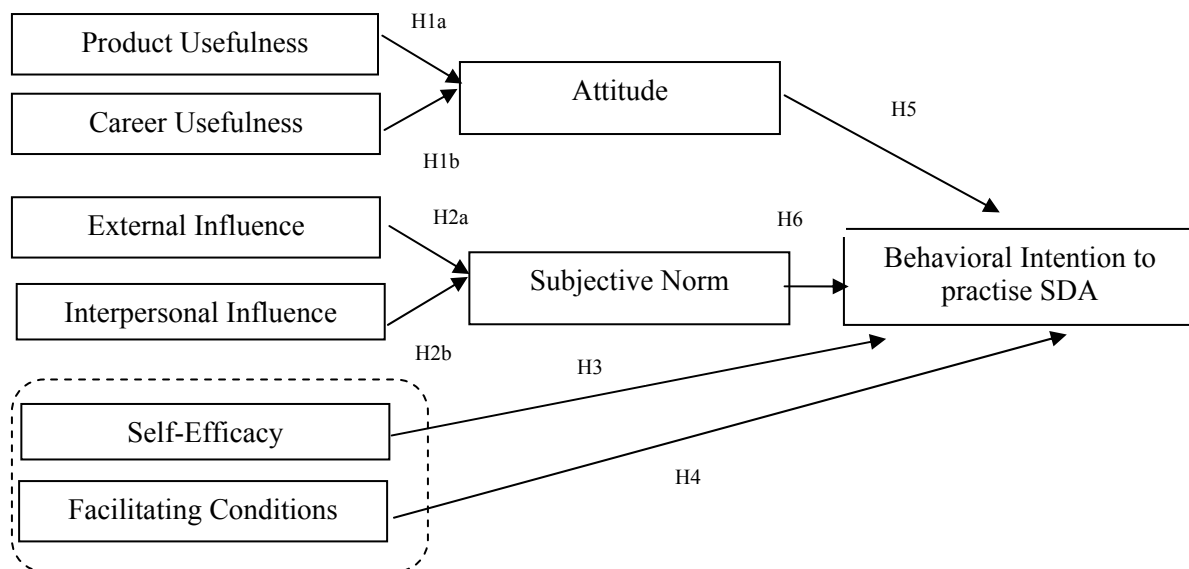 H1a
Product Usefulness
Attitude
Career Usefulness
H5
H1b
External Influence
H2a
H6
Subjective Norm
Behavioral Intention to
practise SDA
Interpersonal Influence
H2b
H3
Self-Efficacy
H4
Facilitating Conditions